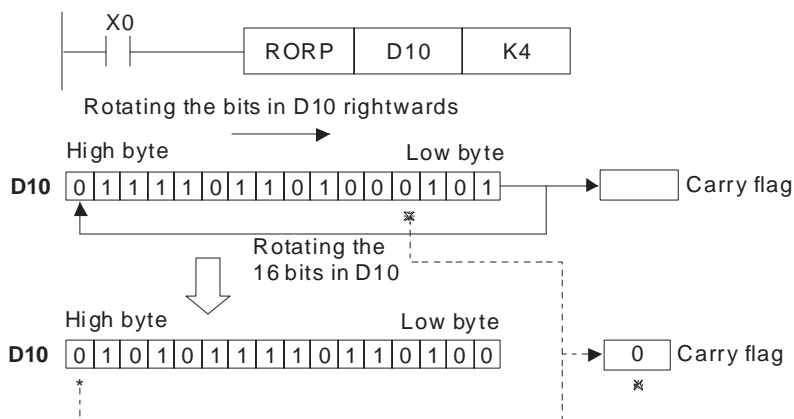 X0
RORP D10 K4
Rotating the bits in D10 rightwards
High byte Low byte
D10 0 1 1 1 1 0 1 1 0 1 0 0 0 1 0 1 Carry flag
※
Rotating the
16 bits in D10
High byte Low byte
D10 0 1 0 1 0 1 1 1 1 0 1 1 0 1 0 0 0 Carry flag
* ※